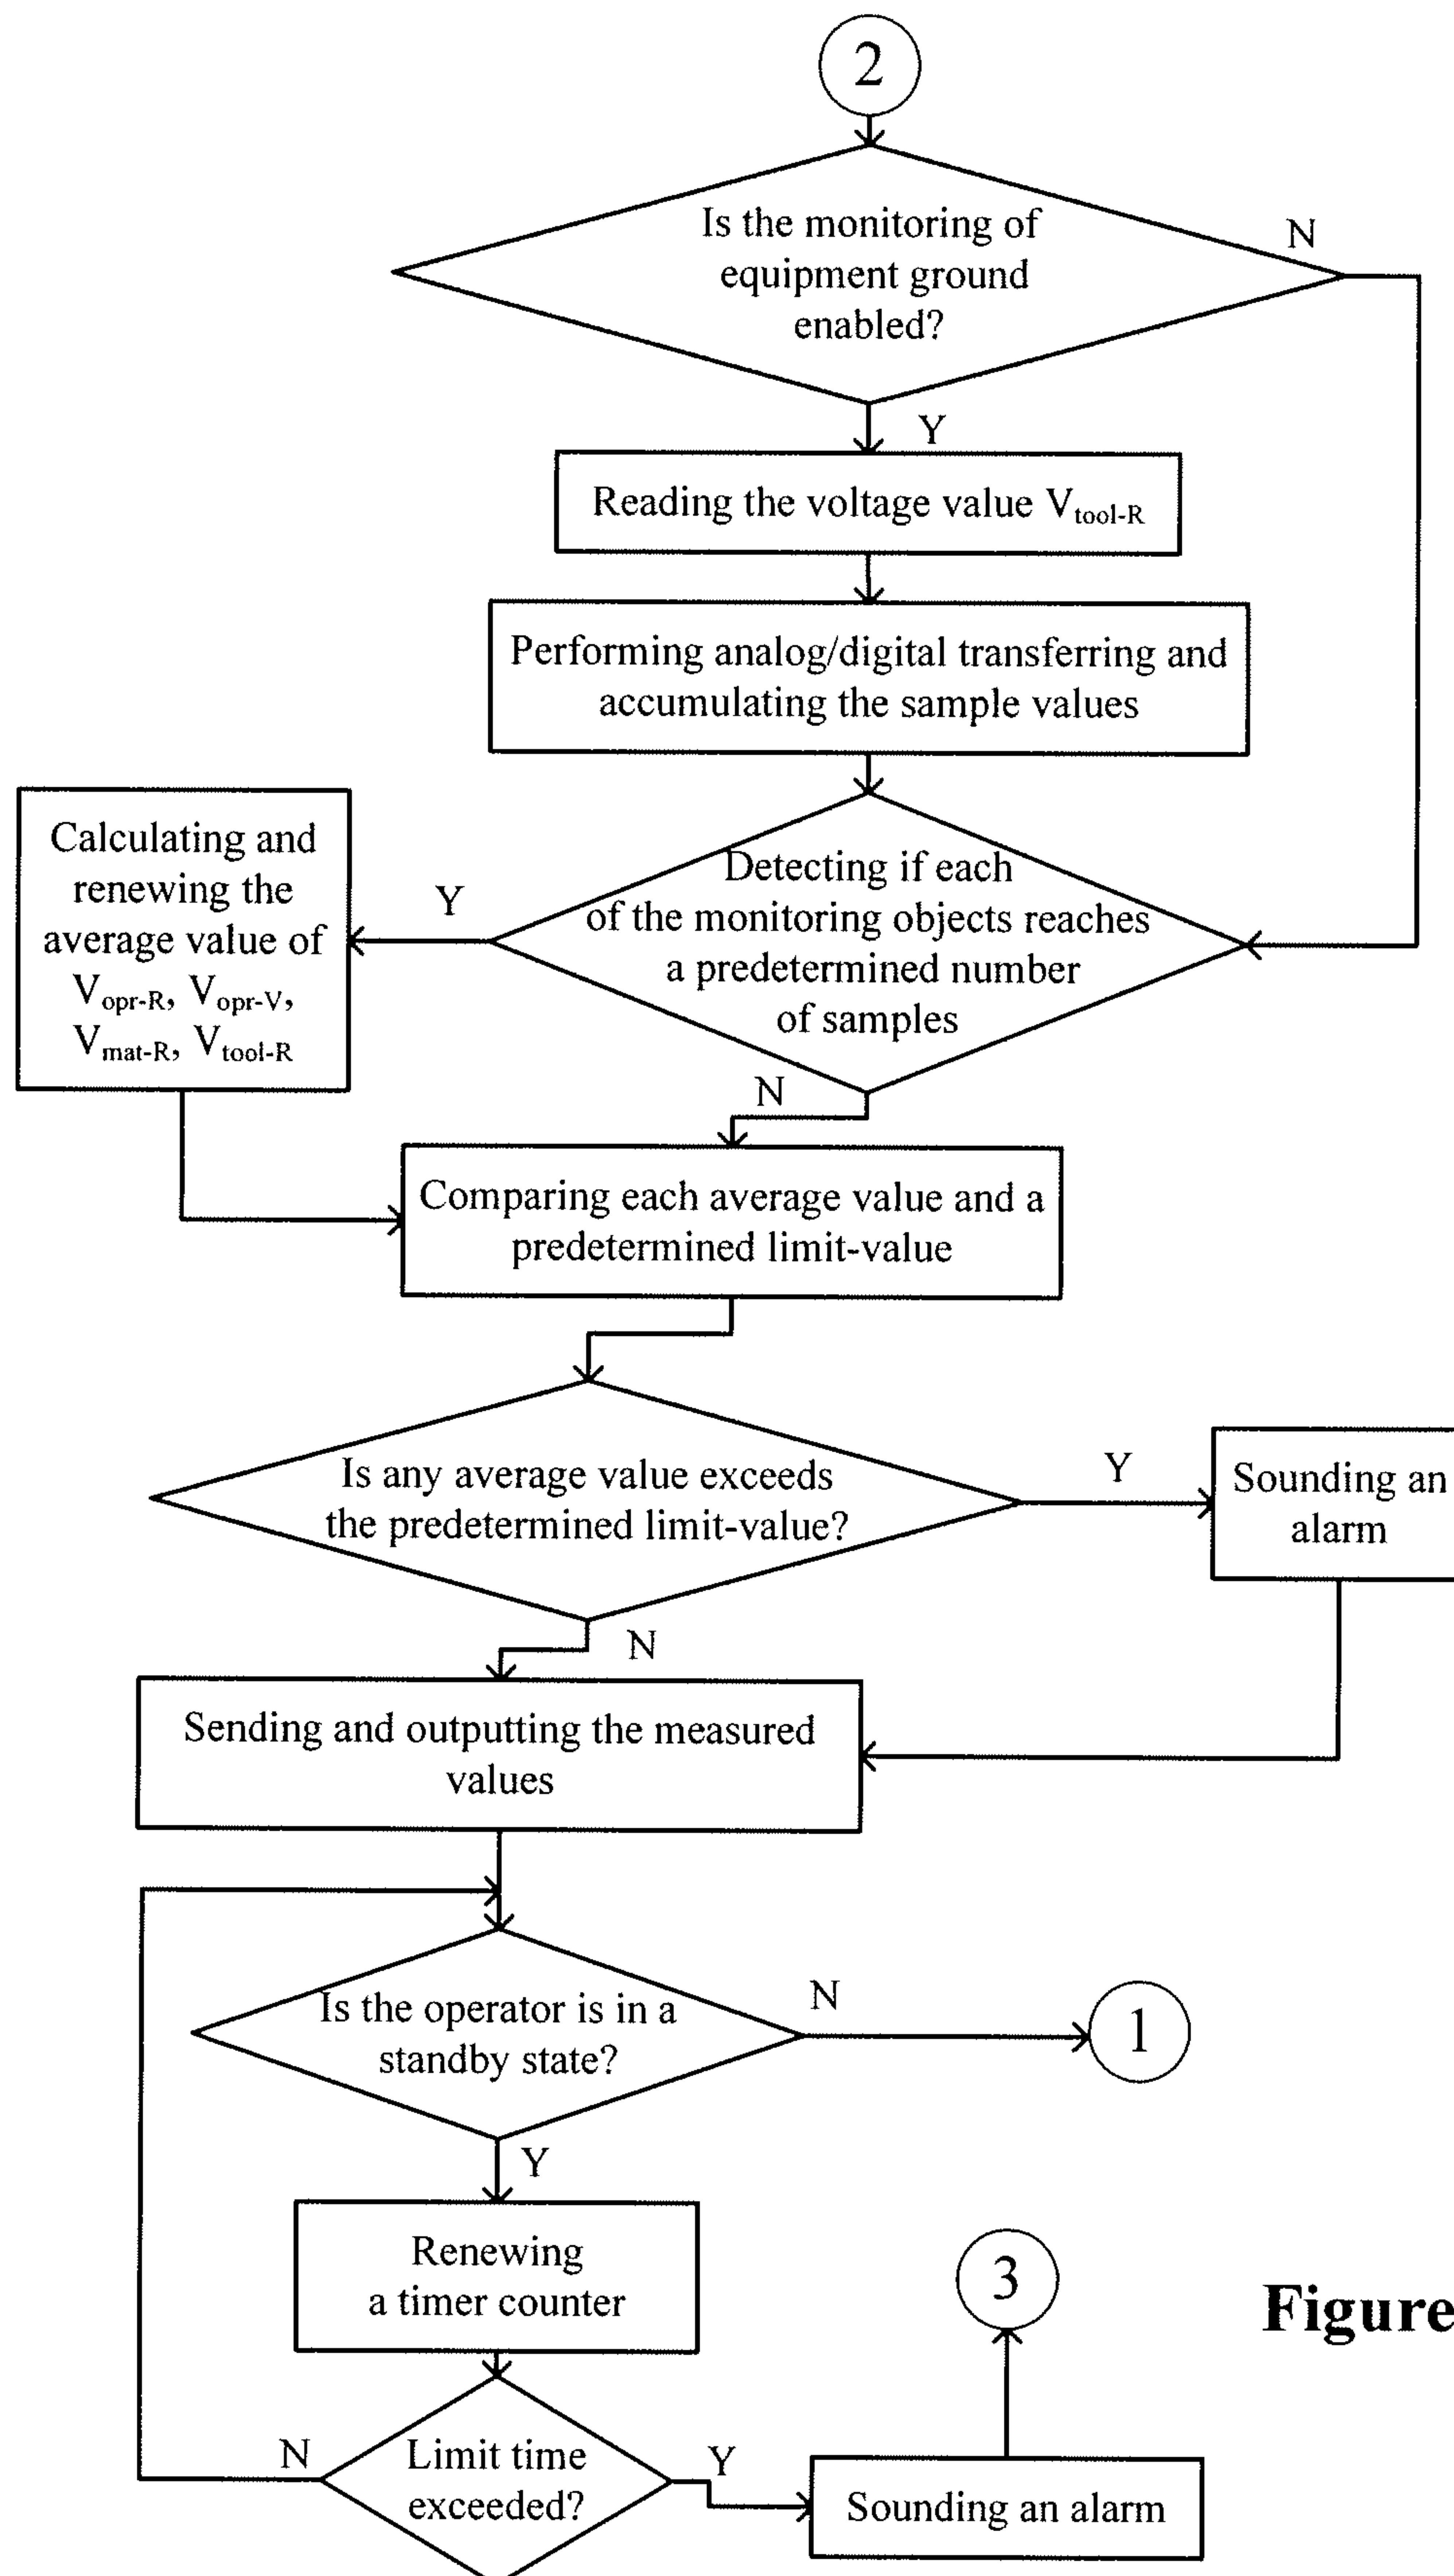 2
Is the monitoring of
equipment ground
enabled?
N
Y
Reading the voltage value Vtool-R
Performing analog/digital transferring and
accumulating the sample values
Detecting if each
of the monitoring objects reaches
a predetermined number
of samples
Y
Calculating and
renewing the
average value of
Vopr-R, Vopr-V,
Vmat-R, Vtool-R
N
Comparing each average value and a
predetermined limit-value
Is any average value exceeds
the predetermined limit-value?
Y
Sounding an
alarm
N
Sending and outputting the measured
values
Is the operator is in a
standby state?
N
1
Y
Renewing
a timer counter
3
Figure
Limit time
exceeded?
N
Y
Sounding an alarm